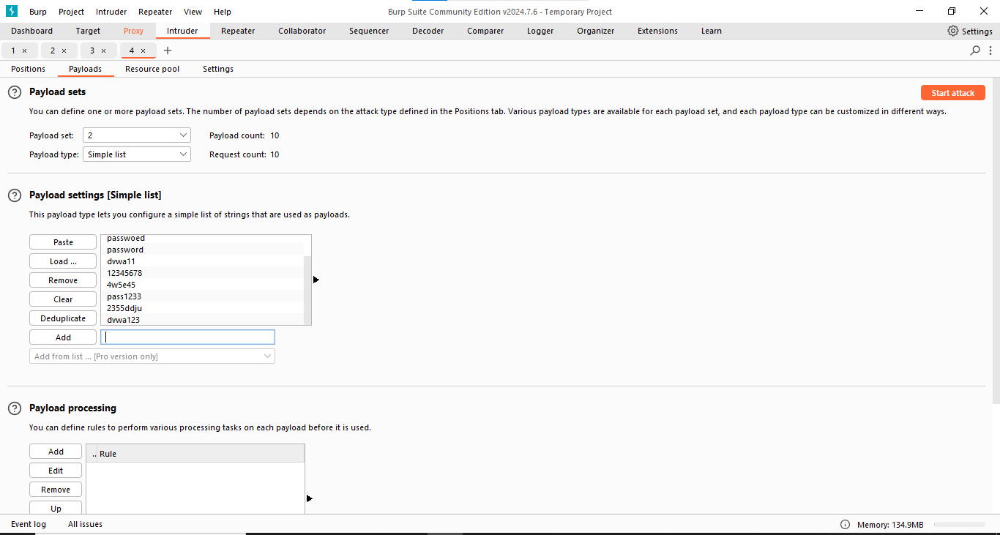 Burp Project Intruder Repeater View Help Burp Suite Community Edition v2024.7.6 - Temporary Project
Dashboard Target Proxy Intruder Repeater Collaborator Sequencer Decoder Comparer Logger Organizer Extensions Learn Settings
1 × 2 × 3 × 4 × +
Positions Payloads Resource pool Settings
? Payload sets Start attack
You can define one or more payload sets. The number of payload sets depends on the attack type defined in the Positions tab. Various payload types are available for each payload set, and each payload type can be customized in different ways.
Payload set: 2 Payload count: 10
Payload type: Simple list Request count: 10
? Payload settings [Simple list]
This payload type lets you configure a simple list of strings that are used as payloads.
Paste passwoed
password
Load ... dvwa11
12345678
Remove 4w5e45
Clear pass1233
2355ddju
Deduplicate dvwa123
Add
Add from list ... [Pro version only]
? Payload processing
You can define rules to perform various processing tasks on each payload before it is used.
Add .. Rule
Edit
Remove
Up
Event log All issues Memory: 134.9MB